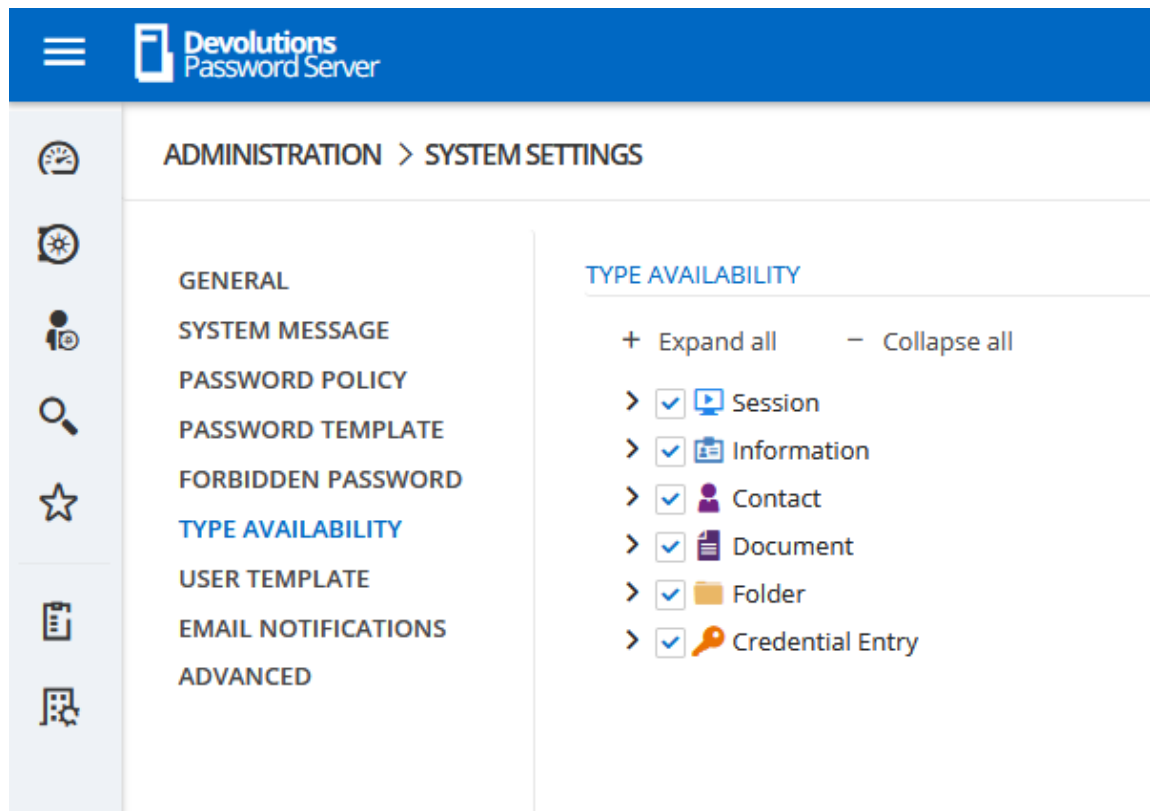 Devolutions
Password Server
ADMINISTRATION > SYSTEM SETTINGS
GENERAL
SYSTEM MESSAGE
PASSWORD POLICY
PASSWORD TEMPLATE
FORBIDDEN PASSWORD
TYPE AVAILABILITY
USER TEMPLATE
EMAIL NOTIFICATIONS
ADVANCED
TYPE AVAILABILITY
+ Expand all − Collapse all
Session
Information
Contact
Document
Folder
Credential Entry